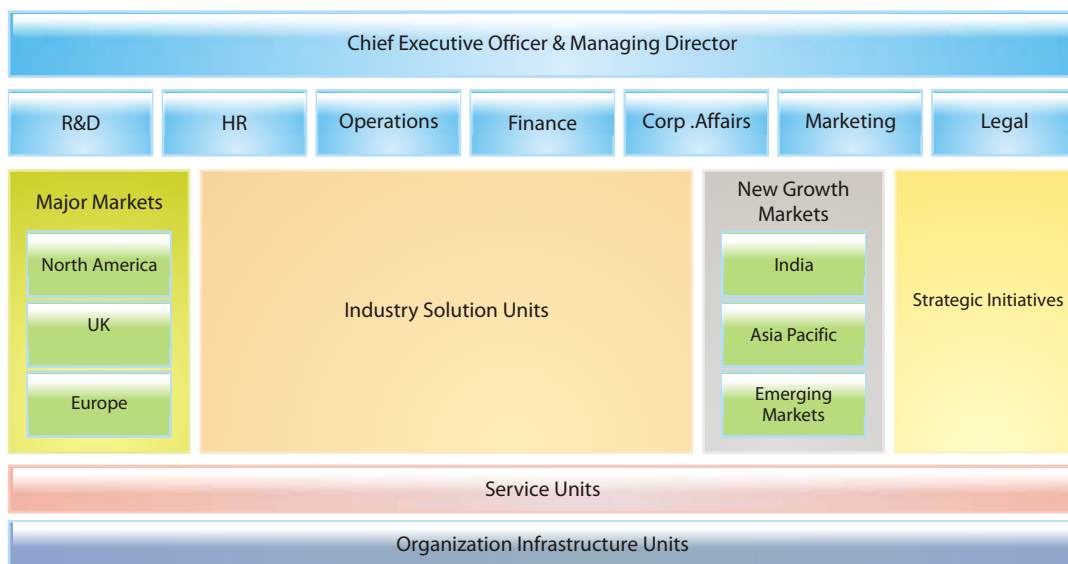 Chief Executive Officer & Managing Director
R&D
HR
Operations
Finance
Corp .Affairs
Marketing
Legal
Major Markets
North America
UK
Europe
Industry Solution Units
New Growth
Markets
India
Asia Pacific
Emerging
Markets
Strategic Initiatives
Service Units
Organization Infrastructure Units